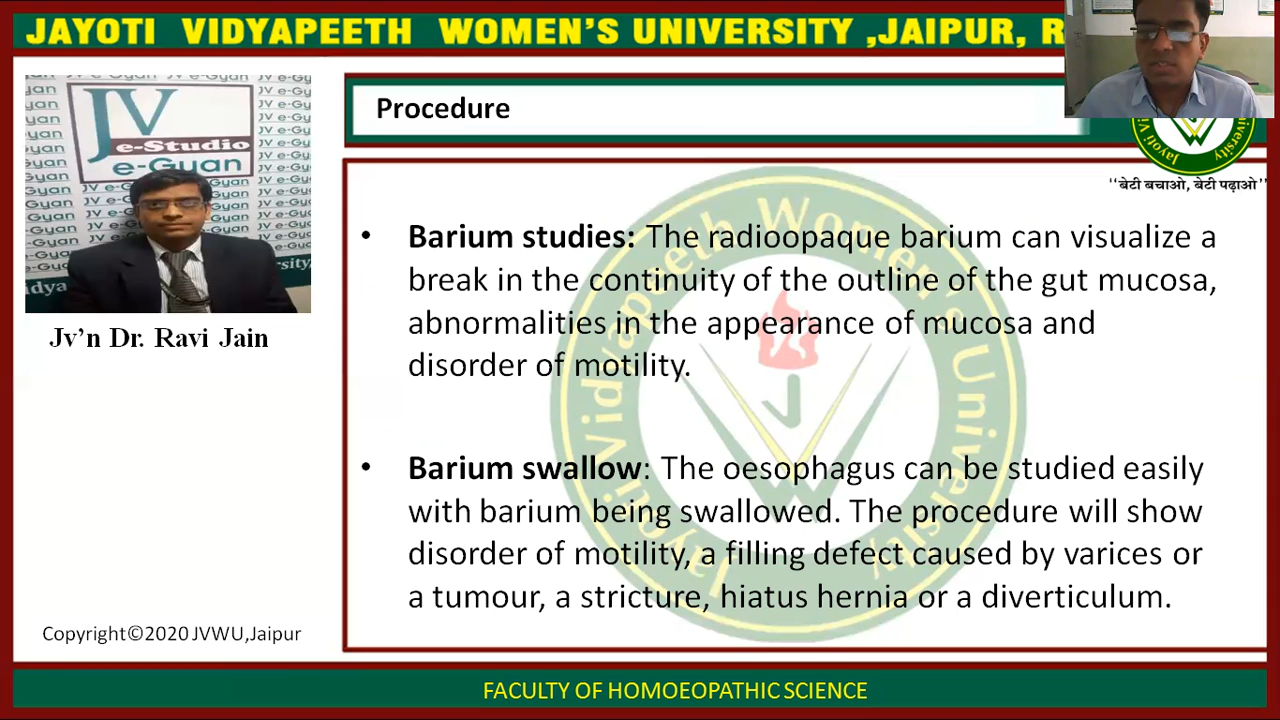 JAYOTI VIDYAPEETH WOMEN'S UNIVERSITY ,JAIPUR, R
JV
e-Studio
e-Gyan
Procedure
“बेटी बचाओ, बेटी पढ़ाओ”
• Barium studies: The radioopaque barium can visualize a
break in the continuity of the outline of the gut mucosa,
abnormalities in the appearance of mucosa and
disorder of motility.
Jv'n Dr. Ravi Jain
• Barium swallow: The oesophagus can be studied easily
with barium being swallowed. The procedure will show
disorder of motility, a filling defect caused by varices or
a tumour, a stricture, hiatus hernia or a diverticulum.
Jayoti Vidyapeeth Women's University
Copyright©2020 JVWU,Jaipur
FACULTY OF HOMOEOPATHIC SCIENCE